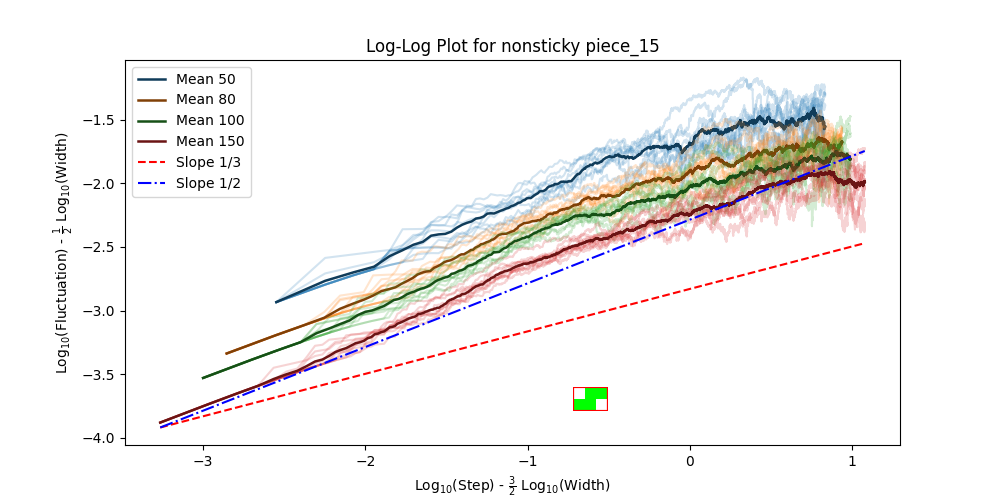 Log-Log Plot for nonsticky piece_15
Mean 50
Mean 80
Mean 100
Mean 150
Slope 1/3
Slope 1/2
Log₁₀(Fluctuation) - ½ Log₁₀(Width)
−1.5
−2.0
−2.5
−3.0
−3.5
−4.0
−3
−2
−1
0
1
Log₁₀(Step) - 3/2 Log₁₀(Width)